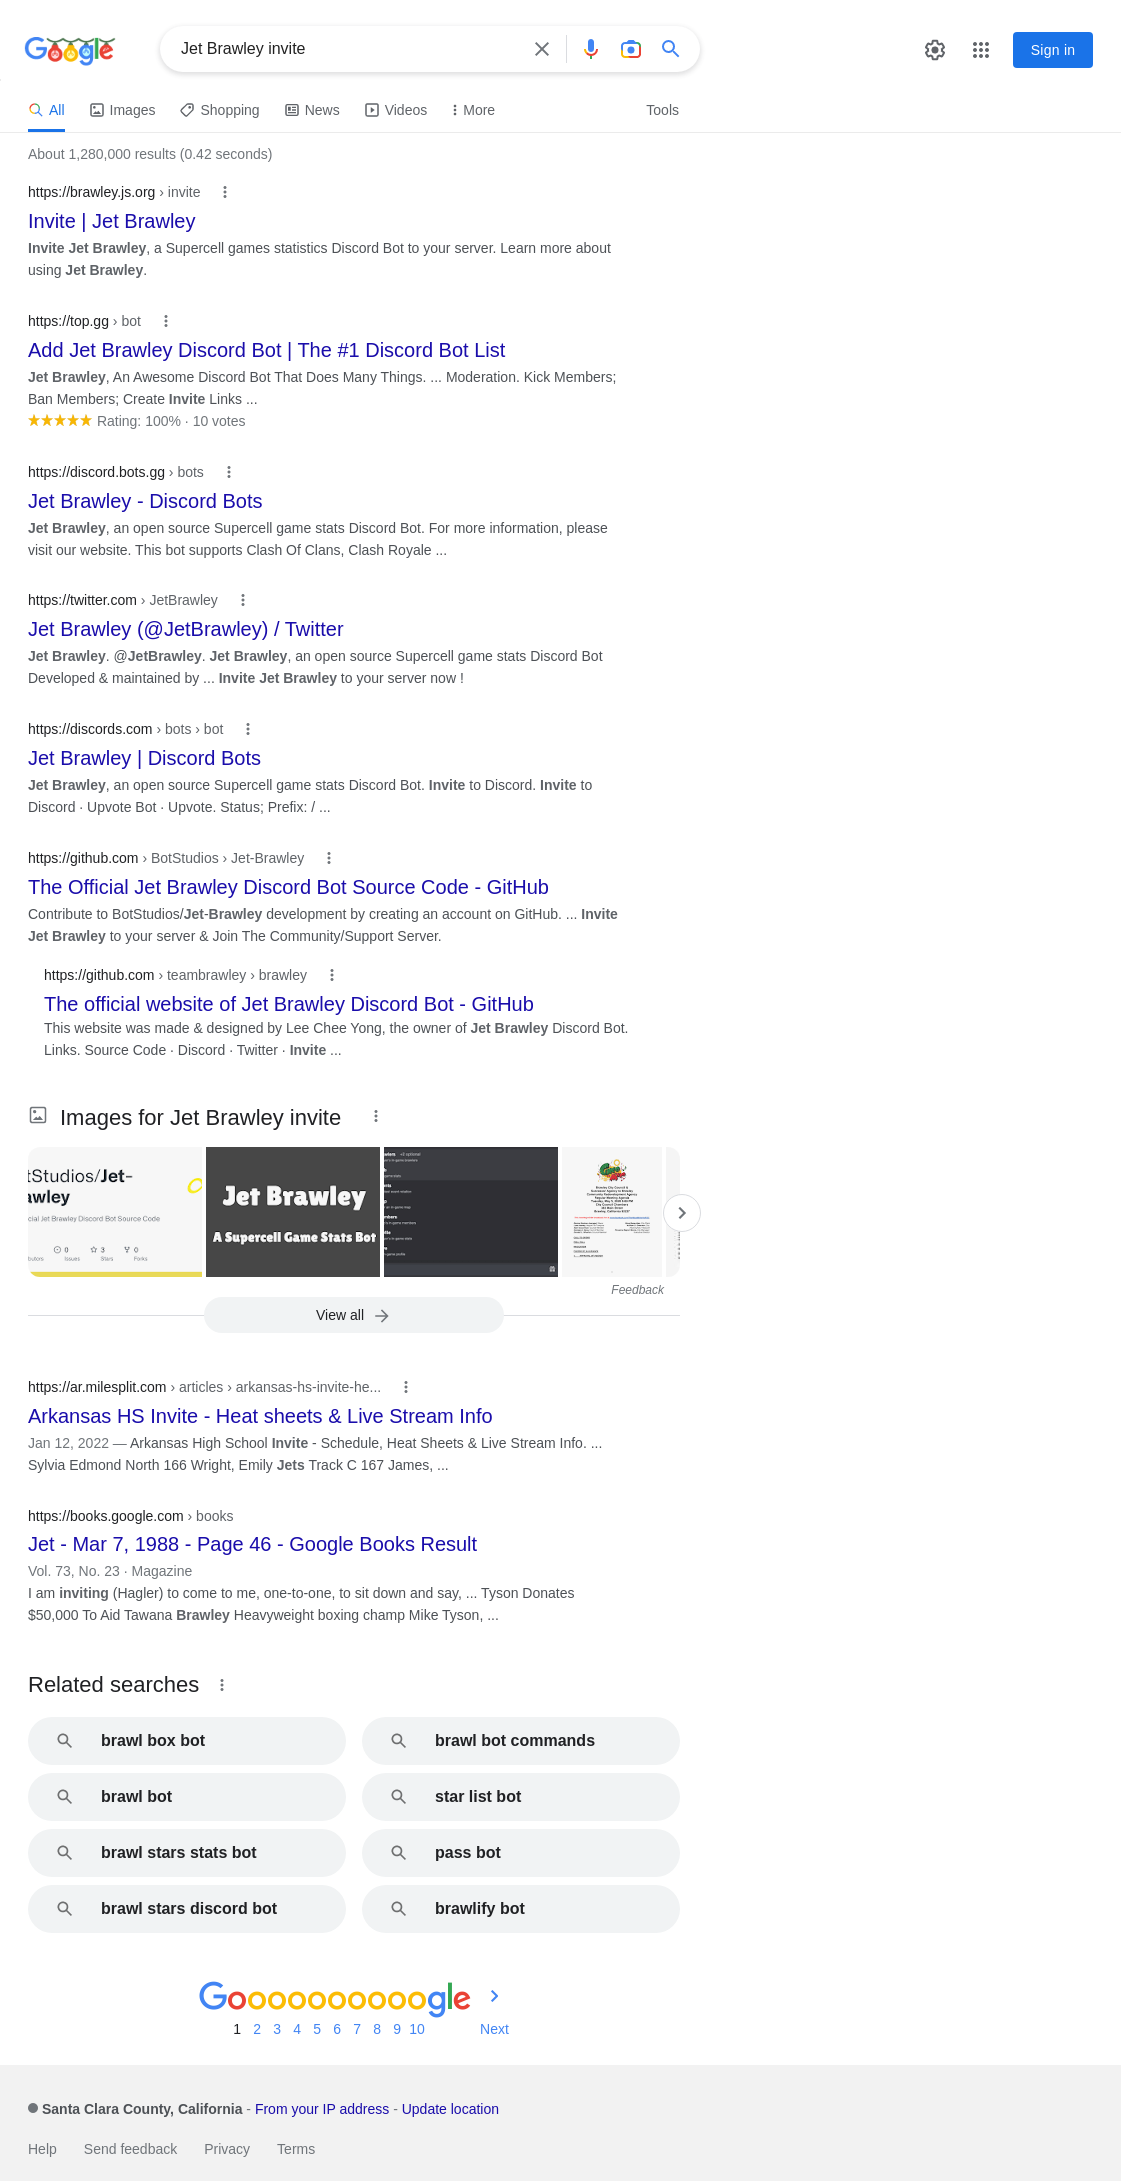 Google
Jet Brawley invite
Sign in
All
Images
Shopping
News
Videos
More
Tools
About 1,280,000 results (0.42 seconds)
https://brawley.js.org › invite
Invite | Jet Brawley
Invite Jet Brawley, a Supercell games statistics Discord Bot to your server. Learn more about
using Jet Brawley.
https://top.gg › bot
Add Jet Brawley Discord Bot | The #1 Discord Bot List
Jet Brawley, An Awesome Discord Bot That Does Many Things. ... Moderation. Kick Members;
Ban Members; Create Invite Links ...
Rating: 100% · 10 votes
https://discord.bots.gg › bots
Jet Brawley - Discord Bots
Jet Brawley, an open source Supercell game stats Discord Bot. For more information, please
visit our website. This bot supports Clash Of Clans, Clash Royale ...
https://twitter.com › JetBrawley
Jet Brawley (@JetBrawley) / Twitter
Jet Brawley. @JetBrawley. Jet Brawley, an open source Supercell game stats Discord Bot
Developed & maintained by ... Invite Jet Brawley to your server now !
https://discords.com › bots › bot
Jet Brawley | Discord Bots
Jet Brawley, an open source Supercell game stats Discord Bot. Invite to Discord. Invite to
Discord · Upvote Bot · Upvote. Status; Prefix: / ...
https://github.com › BotStudios › Jet-Brawley
The Official Jet Brawley Discord Bot Source Code - GitHub
Contribute to BotStudios/Jet-Brawley development by creating an account on GitHub. ... Invite
Jet Brawley to your server & Join The Community/Support Server.
https://github.com › teambrawley › brawley
The official website of Jet Brawley Discord Bot - GitHub
This website was made & designed by Lee Chee Yong, the owner of Jet Brawley Discord Bot.
Links. Source Code · Discord · Twitter · Invite ...
Images for Jet Brawley invite
tStudios/Jet-
awley
cial Jet Brawley Discord Bot Source Code
0
3
0
Issues
Stars
Forks
Jet Brawley
A Supercell Game Stats Bot
Feedback
View all
https://ar.milesplit.com › articles › arkansas-hs-invite-he...
Arkansas HS Invite - Heat sheets & Live Stream Info
Jan 12, 2022 — Arkansas High School Invite - Schedule, Heat Sheets & Live Stream Info. ...
Sylvia Edmond North 166 Wright, Emily Jets Track C 167 James, ...
https://books.google.com › books
Jet - Mar 7, 1988 - Page 46 - Google Books Result
Vol. 73, No. 23 · Magazine
I am inviting (Hagler) to come to me, one-to-one, to sit down and say, ... Tyson Donates
$50,000 To Aid Tawana Brawley Heavyweight boxing champ Mike Tyson, ...
Related searches
brawl box bot
brawl bot commands
brawl bot
star list bot
brawl stars stats bot
pass bot
brawl stars discord bot
brawlify bot
Goooooooooogle
1 2 3 4 5 6 7 8 9 10 Next
Santa Clara County, California - From your IP address - Update location
Help
Send feedback
Privacy
Terms